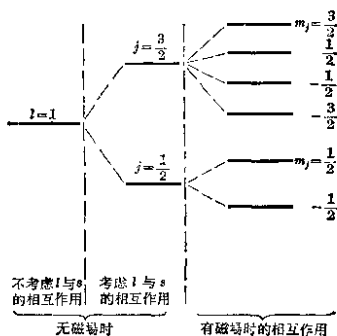 m_j=3/2
1/2
-1/2
-3/2
j=3/2
l=1
j=1/2
m_j=1/2
-1/2
不考虑l与s
的相互作用
考虑l与s
的相互作用
无磁场时
有磁场时的相互作用